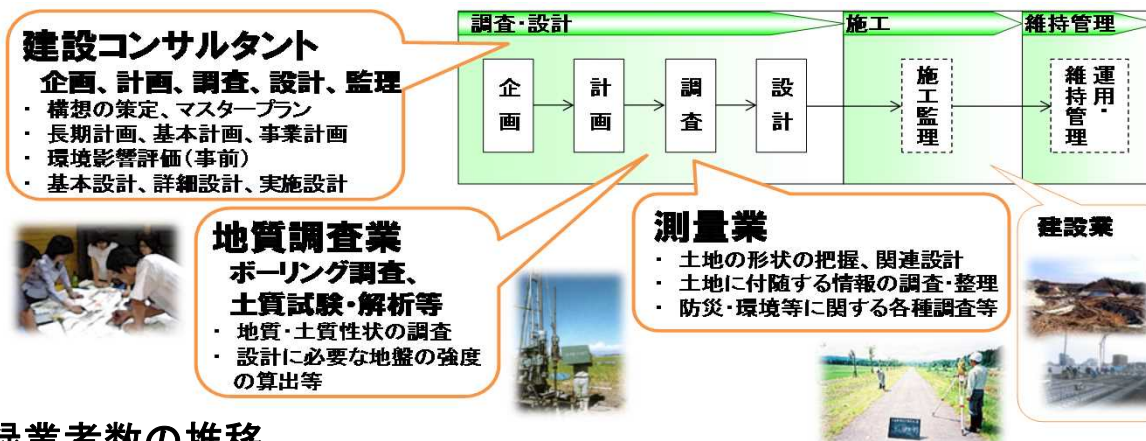 調査・設計
施工
維持管理
企画
計画
調査
設計
施工監理
運用・
維持管理
建設コンサルタント
企画、計画、調査、設計、監理
・ 構想の策定、マスタープラン
・ 長期計画、基本計画、事業計画
・ 環境影響評価(事前)
・ 基本設計、詳細設計、実施設計
地質調査業
ボーリング調査、
土質試験・解析等
・ 地質・土質性状の調査
・ 設計に必要な地盤の強度
の算出等
測量業
・ 土地の形状の把握、関連設計
・ 土地に付随する情報の調査・整理
・ 防災・環境等に関する各種調査等
建設業
業者数の推移